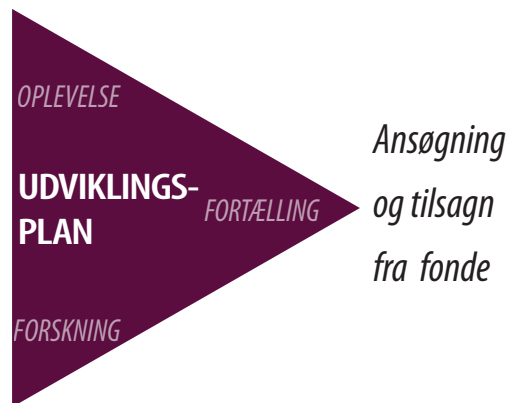 OPLEVELSE
UDVIKLINGS-
PLAN
FORTÆLLING
FORSKNING
Ansøgning
og tilsagn
fra fonde